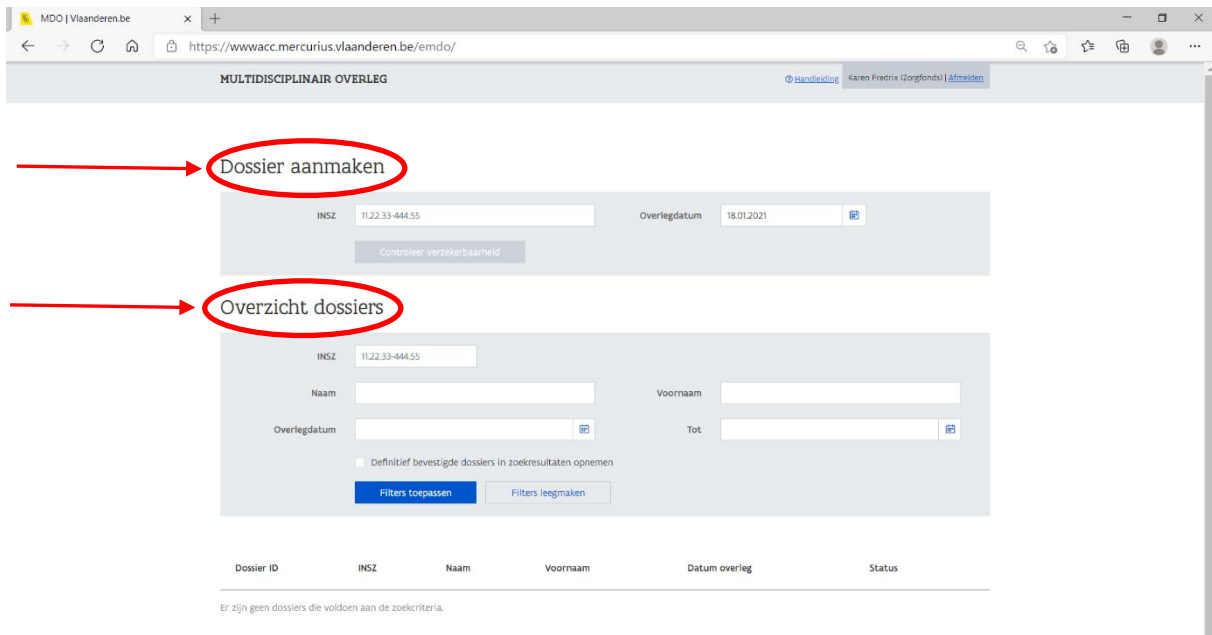 MDO | Vlaanderen.be
https://wwwacc.mercurius.vlaanderen.be/emdo/
MULTIDISCIPLINAIR OVERLEG
Handleiding Karen Fredrix (Zorgfonds) | Afmelden
Dossier aanmaken
INSZ 11.22.33-444.55 Overlegdatum 18.01.2021
Controleer verzekerbaarheid
Overzicht dossiers
INSZ 11.22.33-444.55
Naam Voornaam
Overlegdatum Tot
Definitief bevestigde dossiers in zoekresultaten opnemen
Filters toepassen Filters leegmaken
Dossier ID INSZ Naam Voornaam Datum overleg Status
Er zijn geen dossiers die voldoen aan de zoekcriteria.